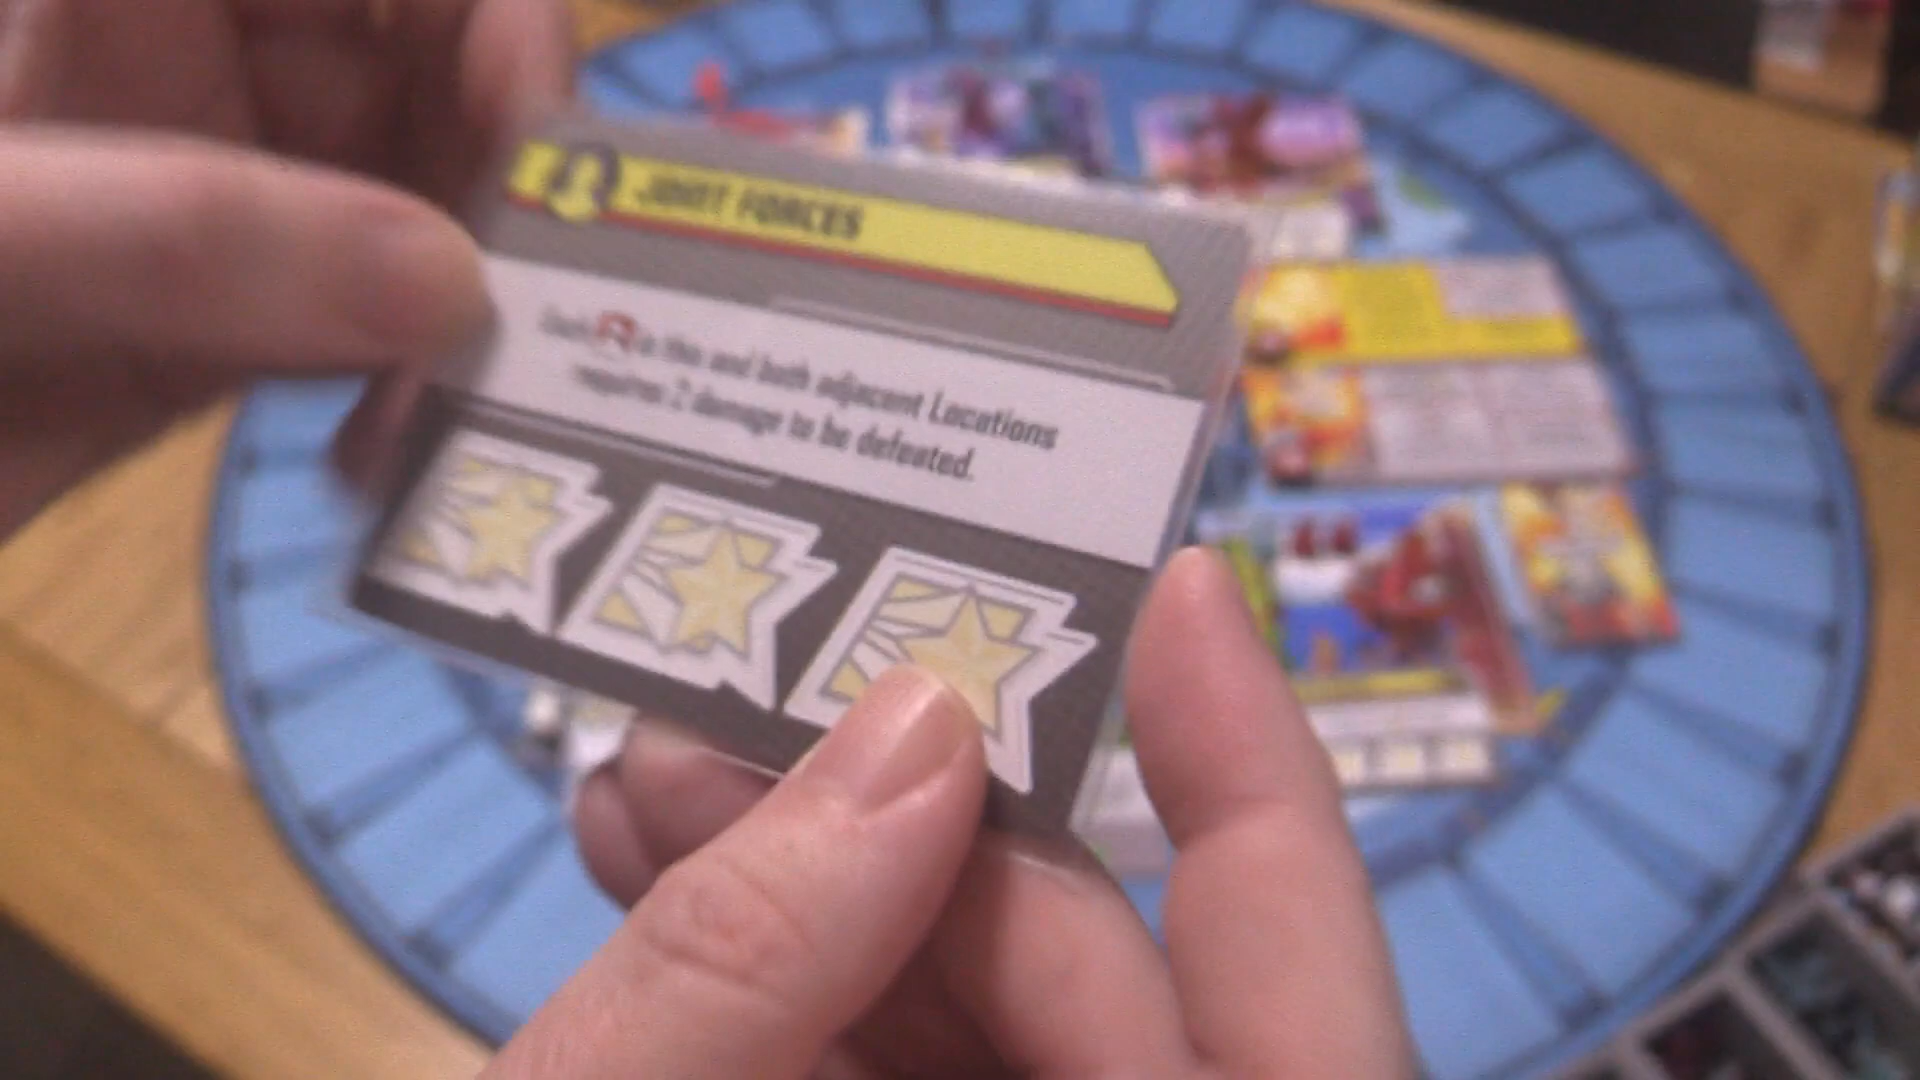 JOINT FORCES
Each in this and both adjacent Locations
requires 2 damage to be defeated.